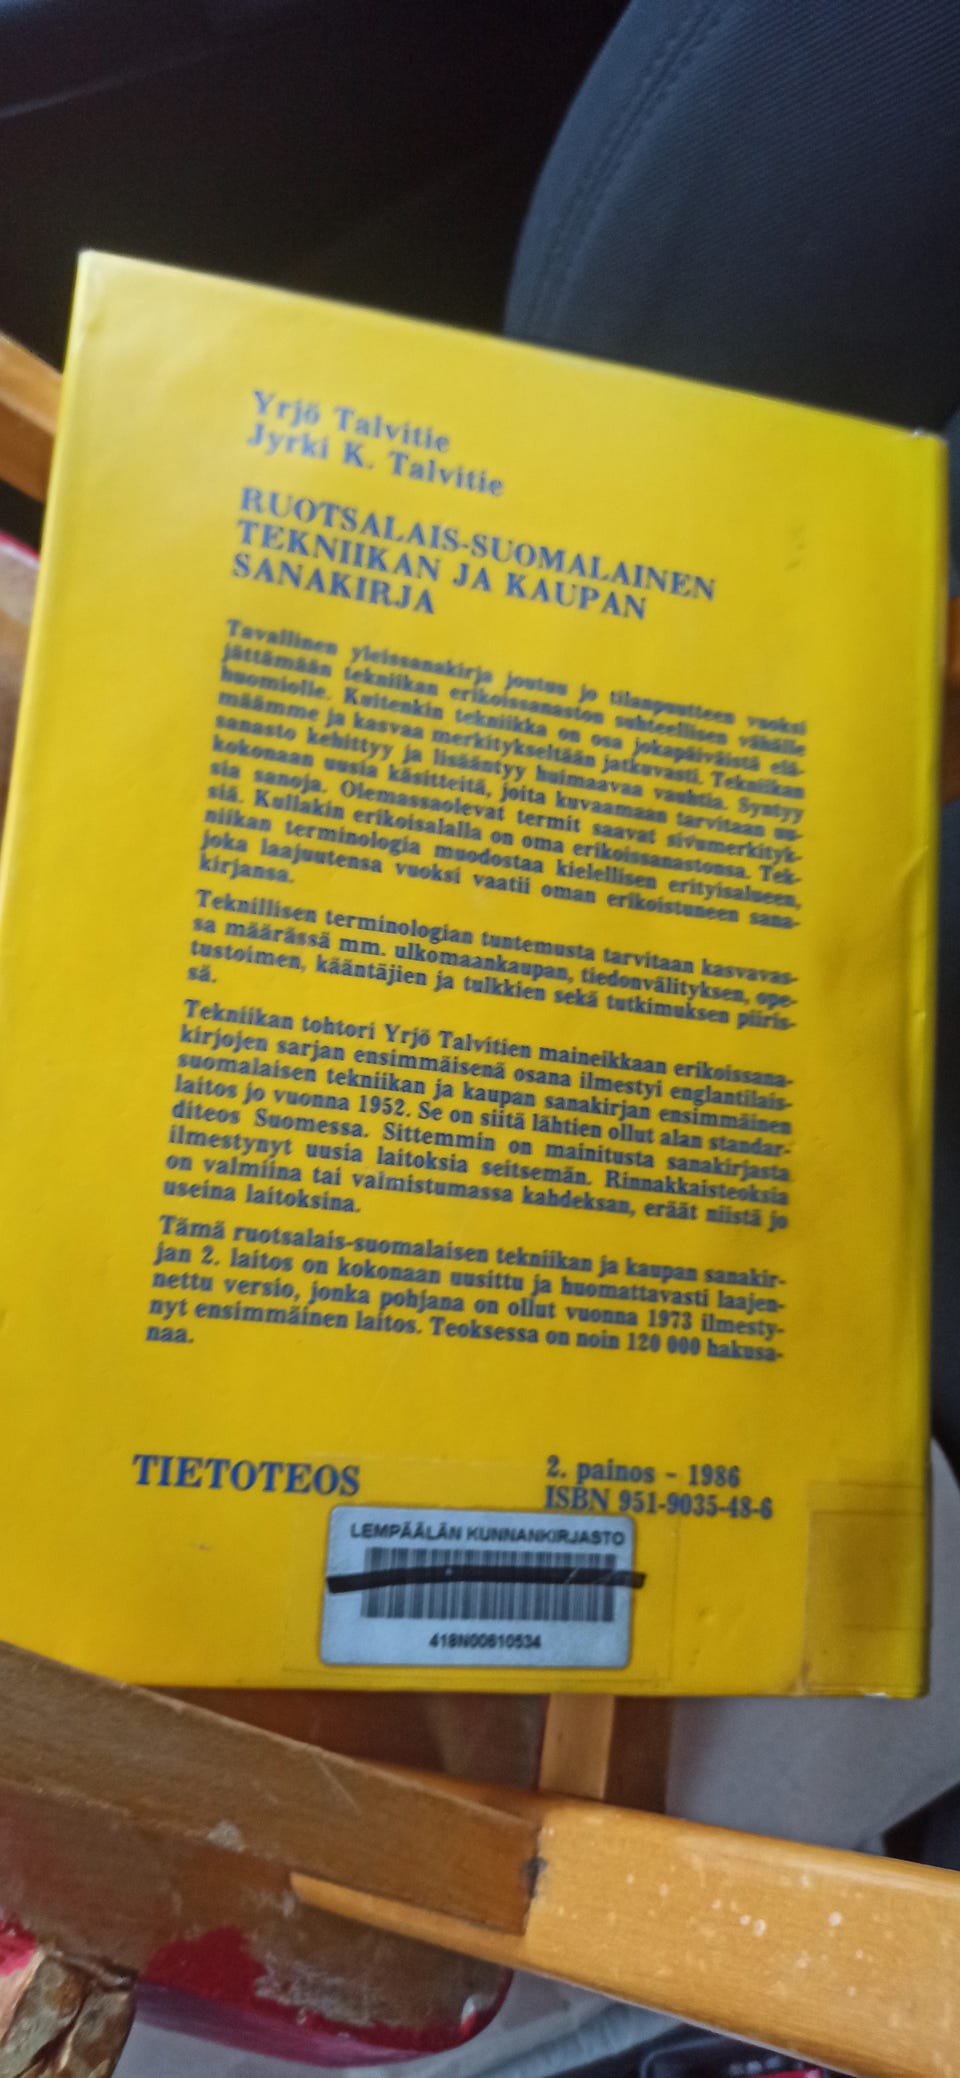 Yrjö Talvitie
Jyrki K. Talvitie
RUOTSALAIS-SUOMALAINEN
TEKNIIKAN JA KAUPAN
SANAKIRJA
Tavallinen yleissanakirja joutuu jo tilanpuutteen vuoksi
jättämään tekniikan erikoissanaston suhteellisen vähälle
huomiolle. Kuitenkin tekniikka on osa jokapäiväistä elä-
määmme ja kasvaa merkitykseltään jatkuvasti. Tekniikan
sanasto kehittyy ja lisääntyy huimaavaa vauhtia. Syntyy
kokonaan uusia käsitteitä, joita kuvaamaan tarvitaan uu-
sia sanoja. Olemassaolevat termit saavat sivumerkityk-
siä. Kullakin erikoisalalla on oma erikoissanastonsa. Tek-
niikan terminologia muodostaa kielellisen erityisalueen,
joka laajuutensa vuoksi vaatii oman erikoistuneen sana-
kirjansa.
Teknillisen terminologian tuntemusta tarvitaan kasvavas-
sa määrässä mm. ulkomaankaupan, tiedonvälityksen, ope-
tustoimen, kääntäjien ja tulkkien sekä tutkimuksen piiris-
sä.
Tekniikan tohtori Yrjö Talvitien maineikkaan erikoissana-
kirjojen sarjan ensimmäisenä osana ilmestyi englantilais-
suomalaisen tekniikan ja kaupan sanakirjan ensimmäinen
laitos jo vuonna 1952. Se on siitä lähtien ollut alan standar-
diteos Suomessa. Sittemmin on mainitusta sanakirjasta
ilmestynyt uusia laitoksia seitsemän. Rinnakkaisteoksia
on valmiina tai valmistumassa kahdeksan, eräät niistä jo
useina laitoksina.
Tämä ruotsalais-suomalaisen tekniikan ja kaupan sanakir-
jan 2. laitos on kokonaan uusittu ja huomattavasti laajen-
nettu versio, jonka pohjana on ollut vuonna 1973 ilmesty-
nyt ensimmäinen laitos. Teoksessa on noin 120 000 hakusa-
naa.
TIETOTEOS
2. painos - 1986
ISBN 951-9035-48-6
LEMPÄÄLÄN KUNNANKIRJASTO
418N00610534